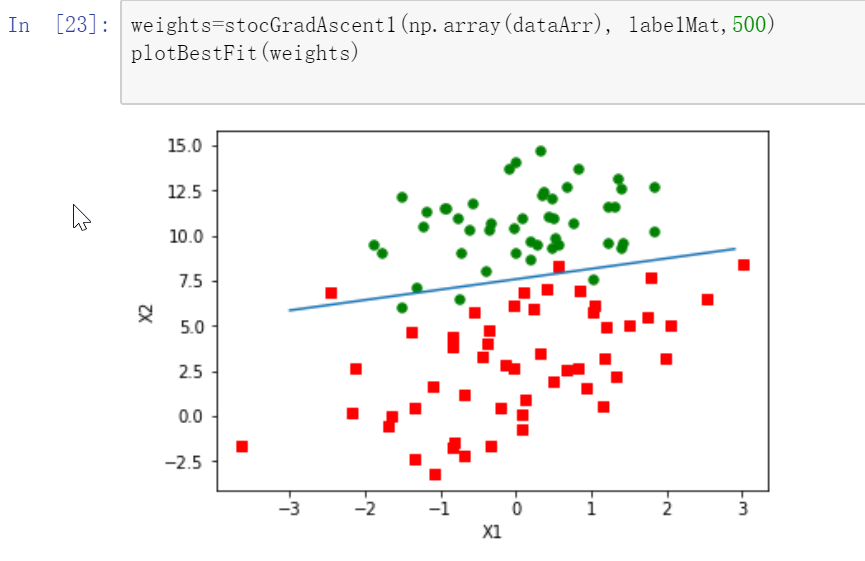 In [23]: weights=stocGradAscent1(np.array(dataArr), labelMat,500)
plotBestFit(weights)
15.0
12.5
10.0
7.5
5.0
2.5
0.0
−2.5
X2
−3 −2 −1 0 1 2 3
X1